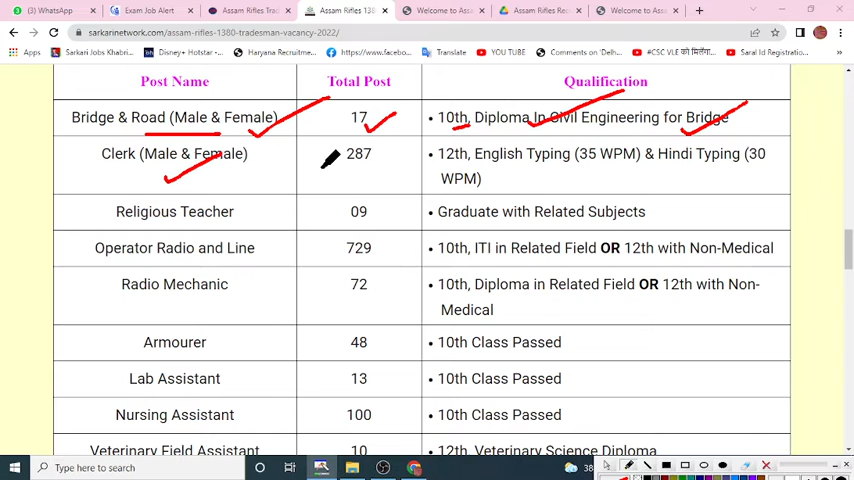 (3) WhatsApp
Exam Job Alert
Assam Rifles Tra
Assam Rifles 138
Welcome to Assa
Assam Rifles Rec
Welcome to Assa
sarkarinetwork.com/assam-rifles-1380-tradesman-vacancy-2022/
Apps
Sarkari Jobs Khabri...
Disney+ Hotstar -...
Haryana Recruitme...
https://www.facebo...
Translate
YOU TUBE
Comments on 'Delh...
#CSC VLE को मिलेंगा...
Saral Id Registratio...
Post Name Total Post Qualification
Bridge & Road (Male & Female) 17 • 10th, Diploma In Civil Engineering for Bridge
Clerk (Male & Female) 287 • 12th, English Typing (35 WPM) & Hindi Typing (30
WPM)
Religious Teacher 09 • Graduate with Related Subjects
Operator Radio and Line 729 • 10th, ITI in Related Field OR 12th with Non-Medical
Radio Mechanic 72 • 10th, Diploma in Related Field OR 12th with Non-
Medical
Armourer 48 • 10th Class Passed
Lab Assistant 13 • 10th Class Passed
Nursing Assistant 100 • 10th Class Passed
Veterinary Field Assistant 10 • 12th, Veterinary Science Diploma
Type here to search
38